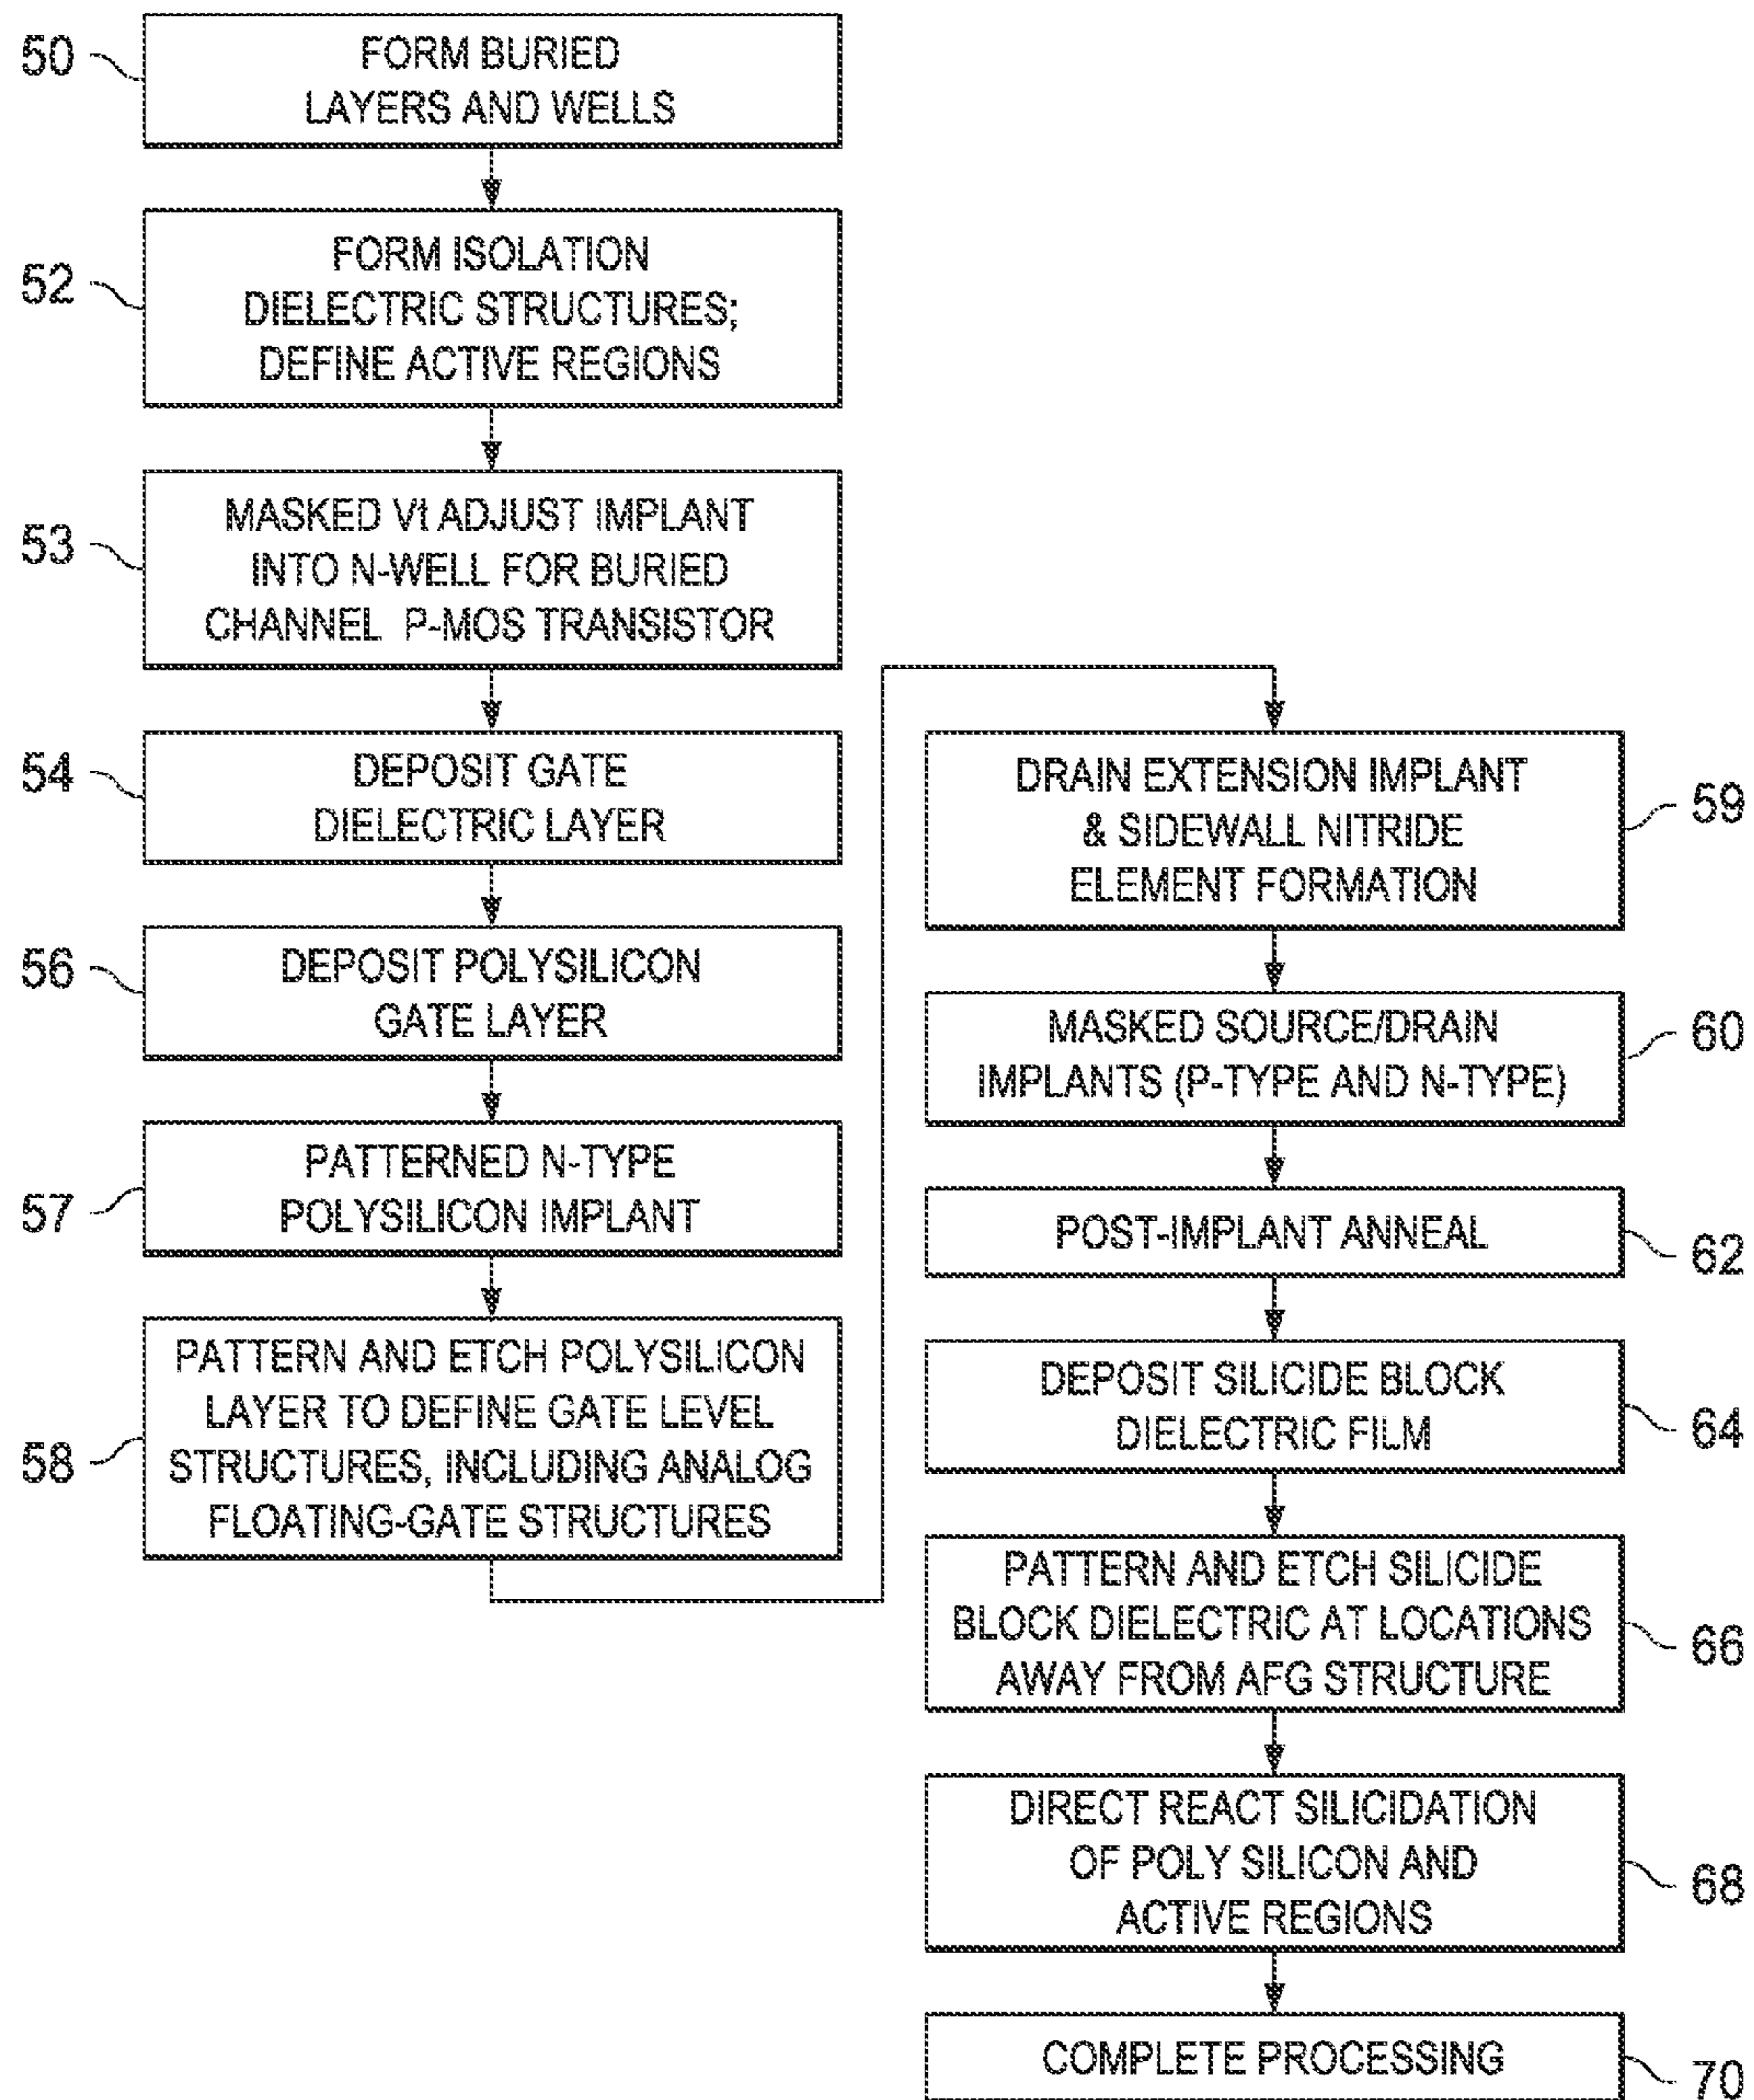 50
FORM BURIED
LAYERS AND WELLS
52
FORM ISOLATION
DIELECTRIC STRUCTURES;
DEFINE ACTIVE REGIONS
53
MASKED Vt ADJUST IMPLANT
INTO N-WELL FOR BURIED
CHANNEL P-MOS TRANSISTOR
54
DEPOSIT GATE
DIELECTRIC LAYER
56
DEPOSIT POLYSILICON
GATE LAYER
57
PATTERNED N-TYPE
POLYSILICON IMPLANT
58
PATTERN AND ETCH POLYSILICON
LAYER TO DEFINE GATE LEVEL
STRUCTURES, INCLUDING ANALOG
FLOATING-GATE STRUCTURES
DRAIN EXTENSION IMPLANT
& SIDEWALL NITRIDE
ELEMENT FORMATION
59
MASKED SOURCE/DRAIN
IMPLANTS (P-TYPE AND N-TYPE)
60
POST-IMPLANT ANNEAL
62
DEPOSIT SILICIDE BLOCK
DIELECTRIC FILM
64
PATTERN AND ETCH SILICIDE
BLOCK DIELECTRIC AT LOCATIONS
AWAY FROM AFG STRUCTURE
66
DIRECT REACT SILICIDATION
OF POLY SILICON AND
ACTIVE REGIONS
68
COMPLETE PROCESSING
70